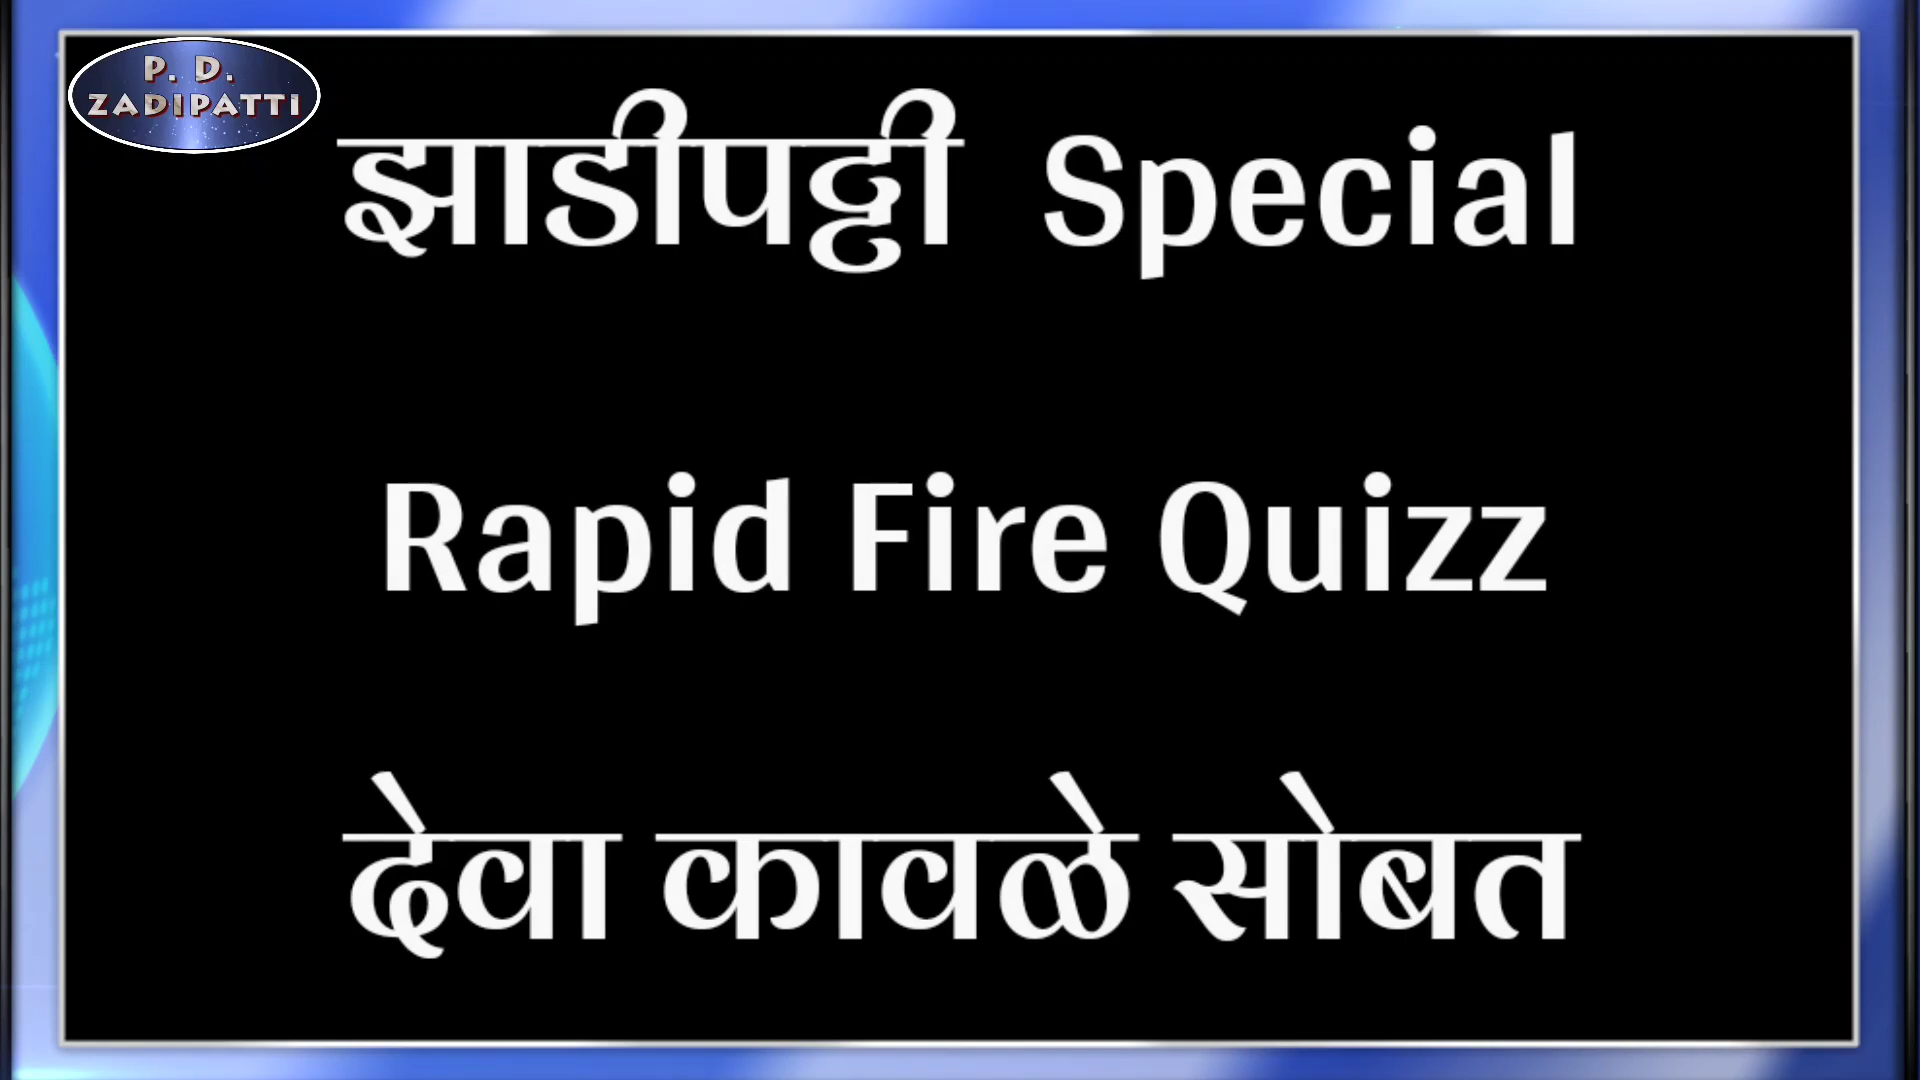 P. D.
ZADIPATTI
झाडीपट्टी Special
Rapid Fire Quizz
देवा कावळे सोबत